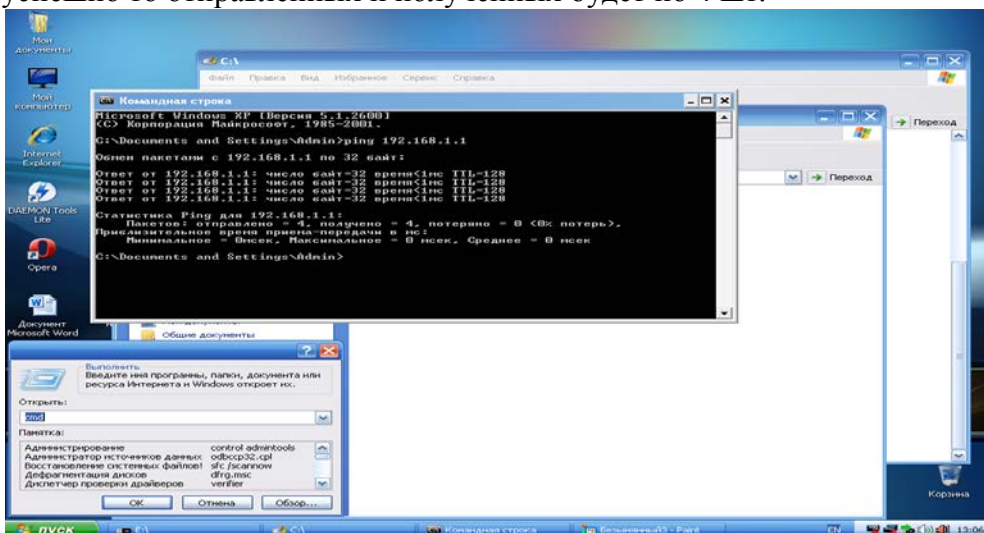 Мои
документы
Мой
компьютер
Internet
Explorer
DAEMON Tools
Lite
Opera
Документ
Microsoft Word
C:\
Файл Правка Вид Избранное Сервис Справка
Переход
Переход
Командная строка
Microsoft Windows XP [Версия 5.1.2600]
(C) Корпорация Майкрософт, 1985-2001.
C:\Documents and Settings\Admin>ping 192.168.1.1
Обмен пакетами с 192.168.1.1 по 32 байт:
Ответ от 192.168.1.1: число байт=32 время<1мс TTL=128
Ответ от 192.168.1.1: число байт=32 время<1мс TTL=128
Ответ от 192.168.1.1: число байт=32 время<1мс TTL=128
Ответ от 192.168.1.1: число байт=32 время<1мс TTL=128
Статистика Ping для 192.168.1.1:
Пакетов: отправлено = 4, получено = 4, потеряно = 0 (0% потерь),
Приблизительное время приема-передачи в мс:
Минимальное = 0мсек, Максимальное = 0 мсек, Среднее = 0 мсек
C:\Documents and Settings\Admin>
Общие документы
Выполнить
Введите имя программы, папки, документа или
ресурса Интернета и Windows откроет их.
Открыть:
cmd
Памятка:
Администрирование control admintools
Администратор источников данных odbccp32.cpl
Восстановление системных файлов! sfc /scannow
Дефрагментация дисков dfrg.msc
Диспетчер проверки драйверов verifier
ОК Отмена Обзор...
Корзина
пуск E:\ C:\ Командная строка Безымянный3 - Paint EN 13:06